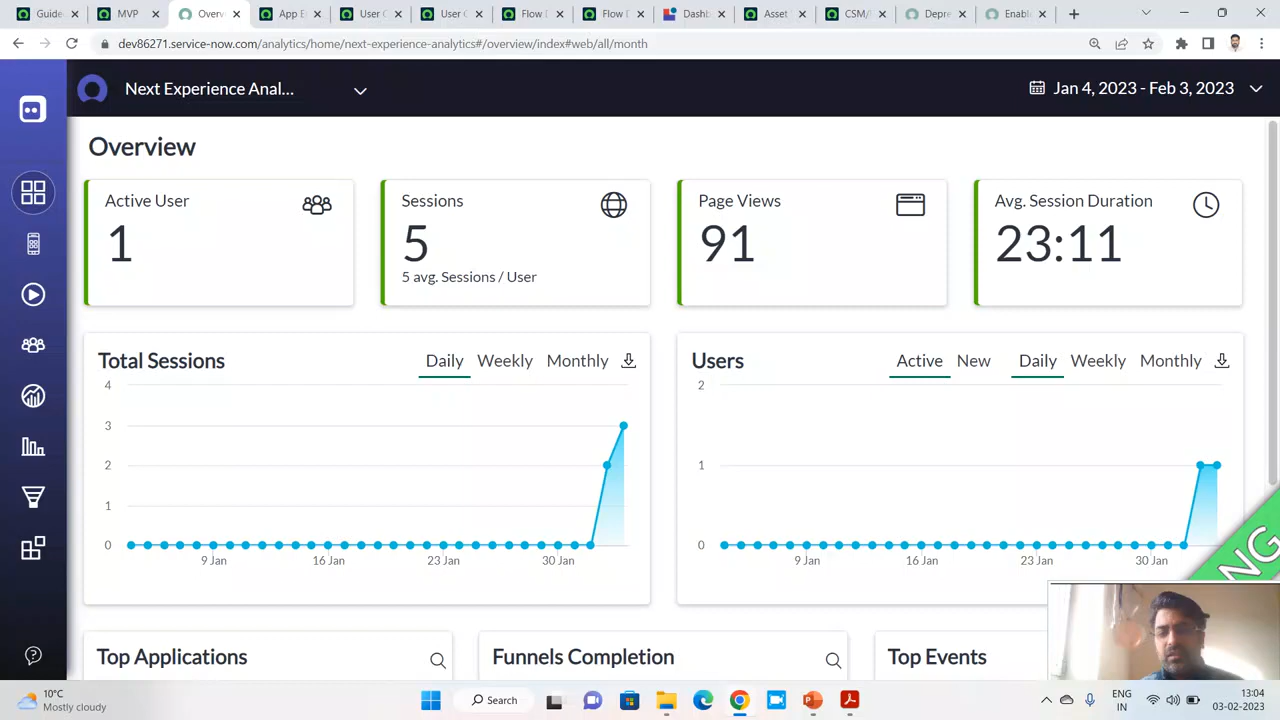 Guide
MVP
Overv
App E
User C
User C
Flow D
Flow D
Dashb
Asset
CSM/
Depre
Enable
dev86271.service-now.com/analytics/home/next-experience-analytics#/overview/index#web/all/month
Next Experience Anal...
Jan 4, 2023 - Feb 3, 2023
Overview
Active User
1
Sessions
5
5 avg. Sessions / User
Page Views
91
Avg. Session Duration
23:11
Total Sessions
Daily Weekly Monthly
4
3
2
1
0
9 Jan 16 Jan 23 Jan 30 Jan
Users
Active New Daily Weekly Monthly
2
1
0
9 Jan 16 Jan 23 Jan 30 Jan
NG
Top Applications
Funnels Completion
Top Events
10°C
Mostly cloudy
Search
ENG
IN
13:04
03-02-2023